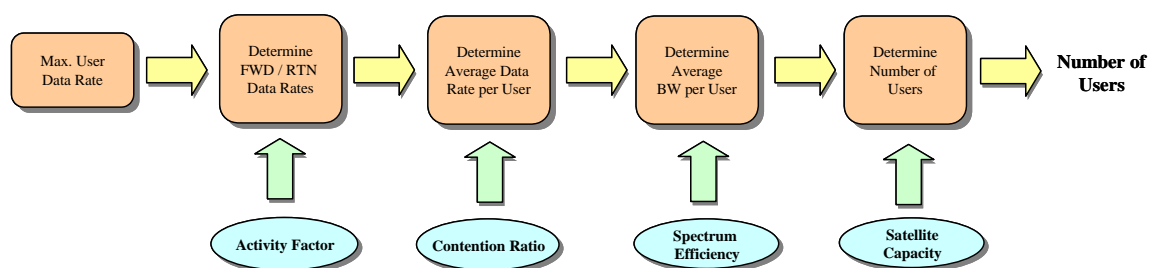 Max. User
Data Rate
Determine
FWD / RTN
Data Rates
Determine
Average Data
Rate per User
Determine
Average
BW per User
Determine
Number of
Users
Number of
Users
Activity Factor
Contention Ratio
Spectrum
Efficiency
Satellite
Capacity